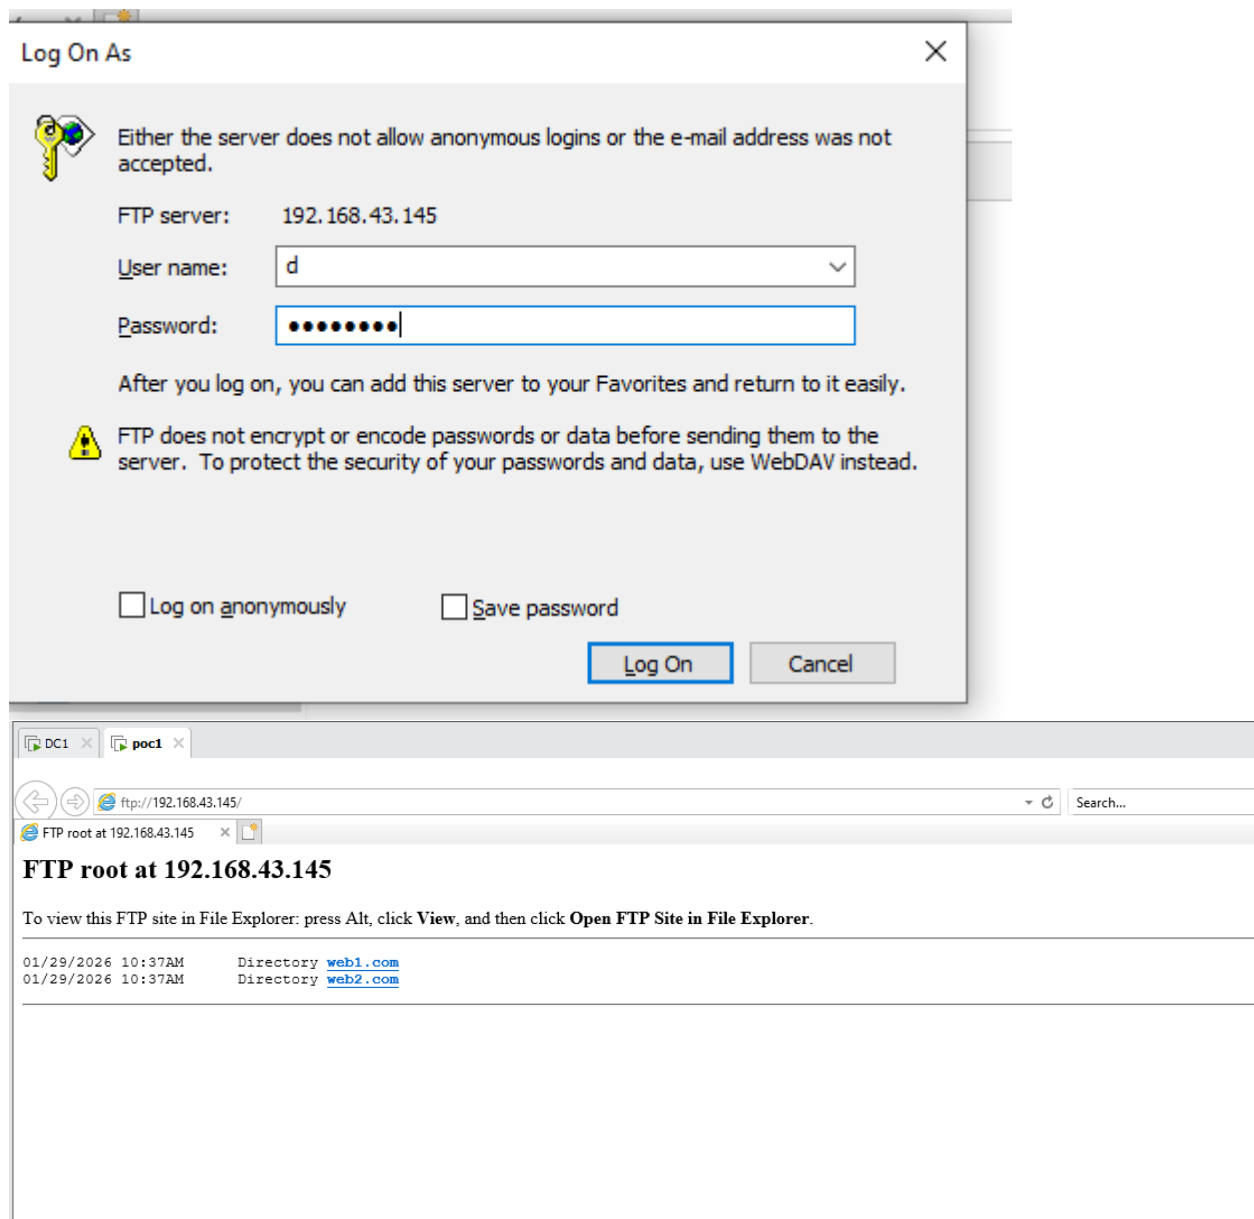 Log On As
Either the server does not allow anonymous logins or the e-mail address was not
accepted.
FTP server: 192.168.43.145
User name: d
Password: ●●●●●●●●
After you log on, you can add this server to your Favorites and return to it easily.
FTP does not encrypt or encode passwords or data before sending them to the
server. To protect the security of your passwords and data, use WebDAV instead.
Log on anonymously Save password
Log On Cancel
DC1 poc1
ftp://192.168.43.145/ Search...
FTP root at 192.168.43.145
FTP root at 192.168.43.145
To view this FTP site in File Explorer: press Alt, click View, and then click Open FTP Site in File Explorer.
01/29/2026 10:37AM Directory web1.com
01/29/2026 10:37AM Directory web2.com